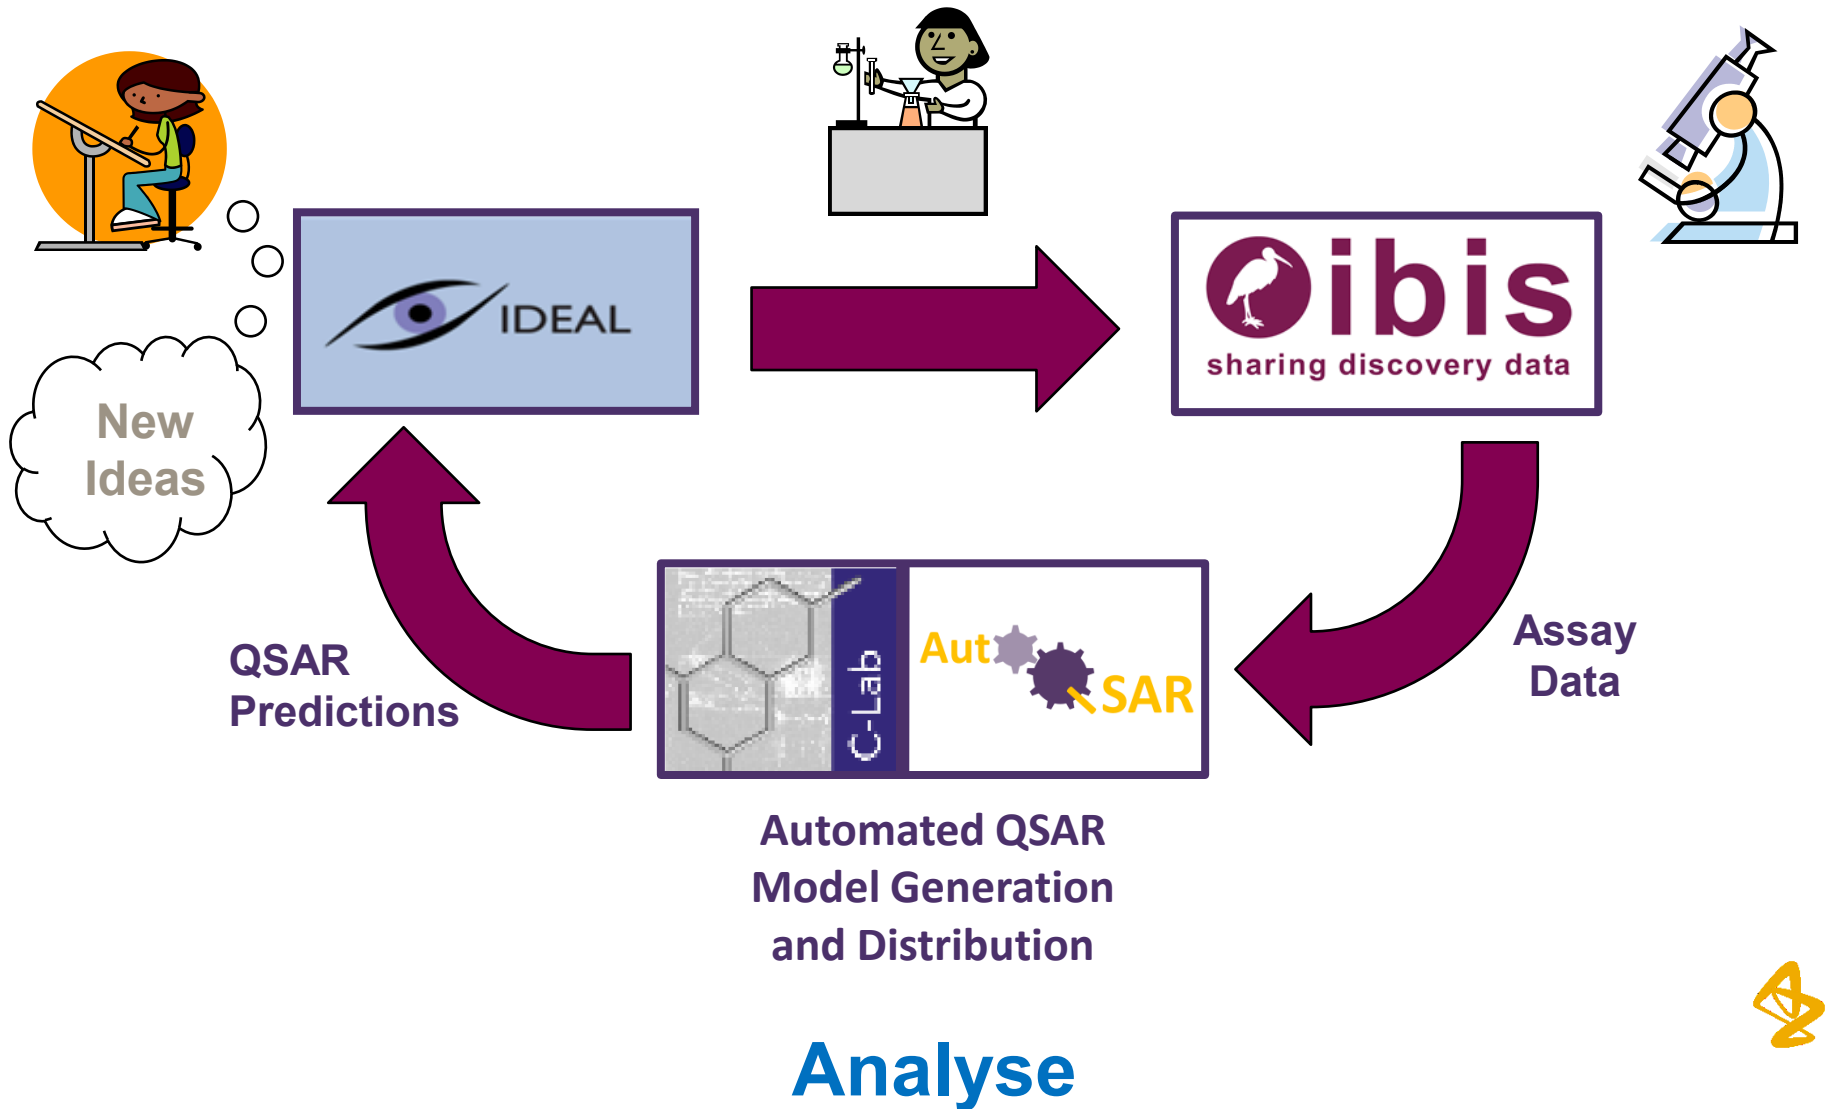 IDEAL
ibis
sharing discovery data
New
Ideas
QSAR
Predictions
C-Lab
Aut
SAR
Assay
Data
Automated QSAR
Model Generation
and Distribution
Analyse